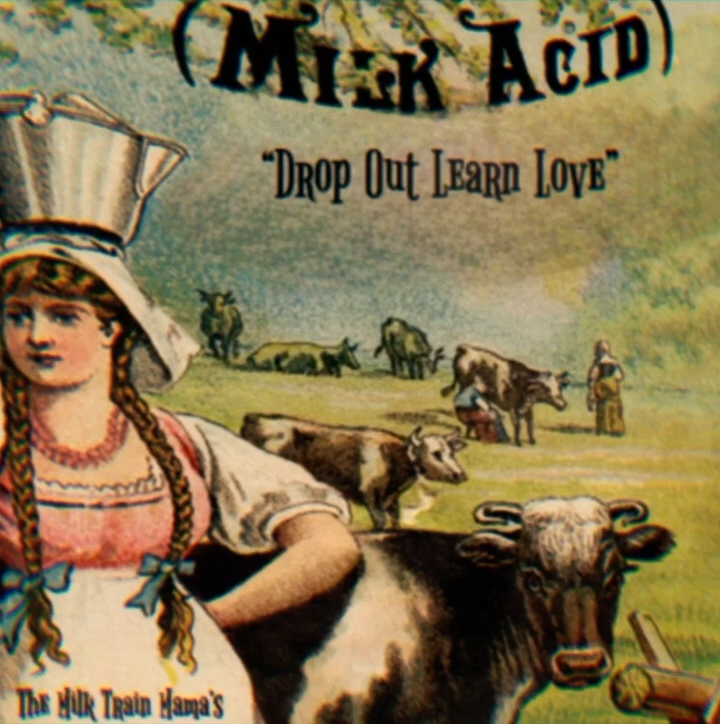 (MILK ACID)
“DROP OUT LEARN LOVE”
The Milk Train Mama's